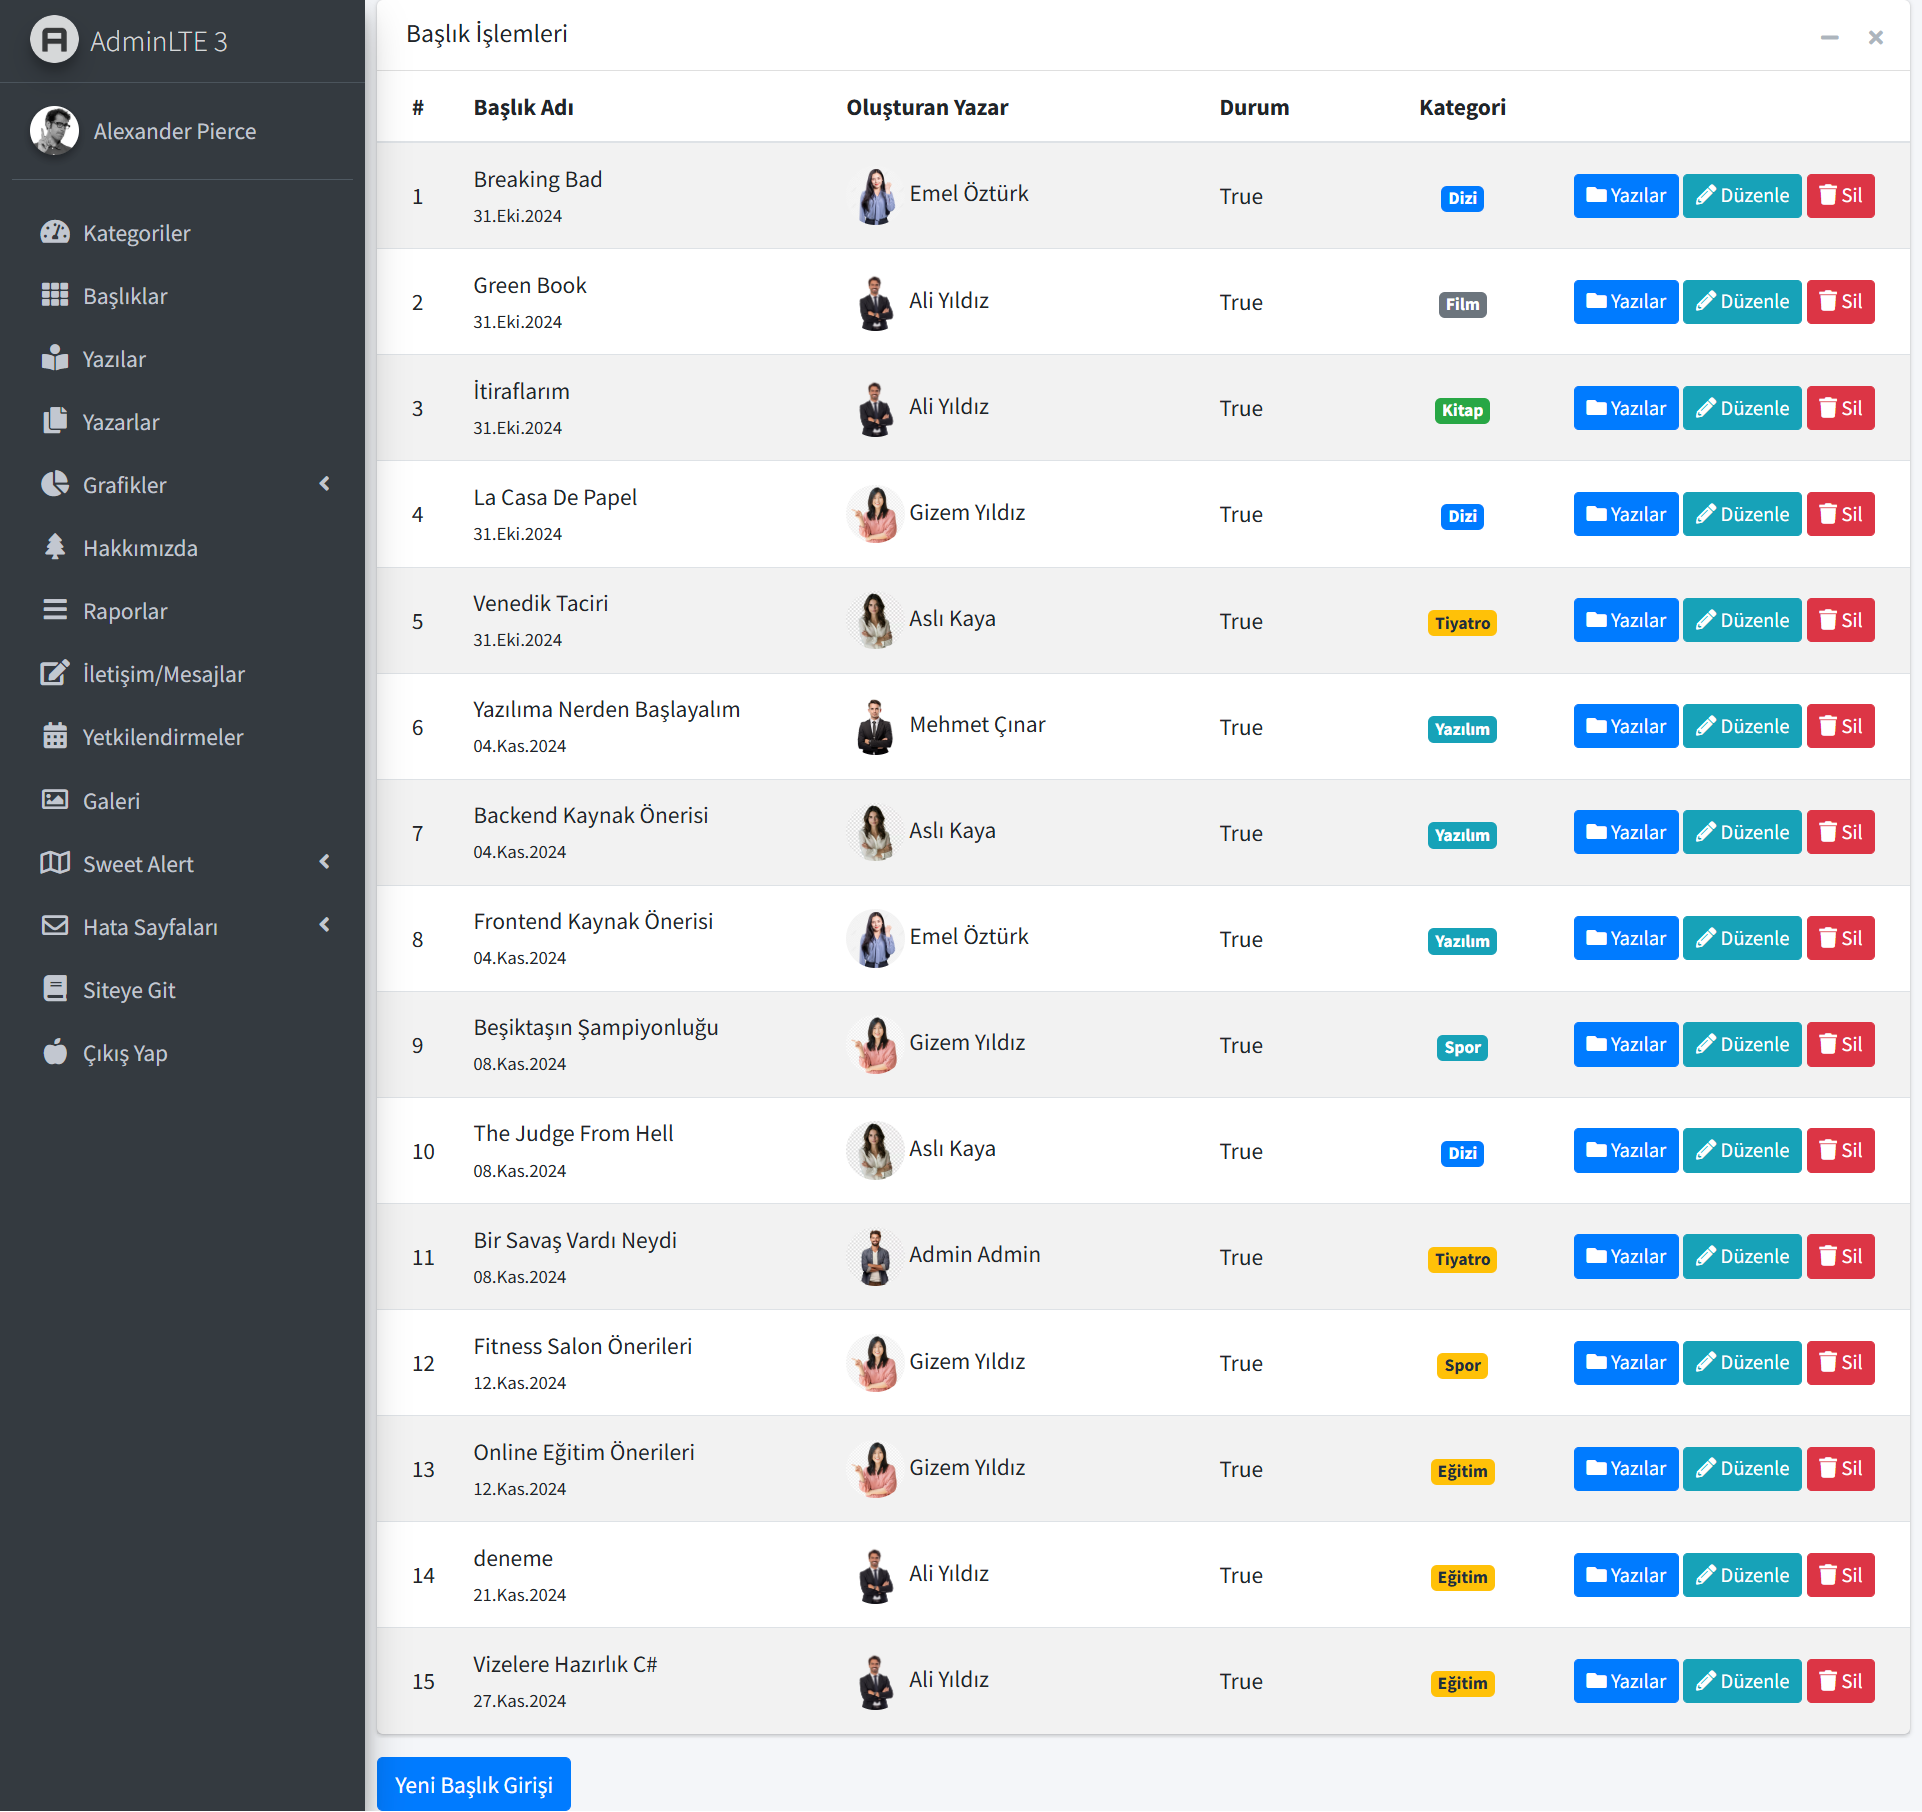 AdminLTE 3
Alexander Pierce
Kategoriler
Başlıklar
Yazılar
Yazarlar
Grafikler
Hakkımızda
Raporlar
İletişim/Mesajlar
Yetkilendirmeler
Galeri
Sweet Alert
Hata Sayfaları
Siteye Git
Çıkış Yap
Başlık İşlemleri
# Başlık Adı Oluşturan Yazar Durum Kategori
1 Breaking Bad Emel Öztürk True Dizi Yazılar Düzenle Sil
31.Eki.2024
2 Green Book Ali Yıldız True Film Yazılar Düzenle Sil
31.Eki.2024
3 İtiraflarım Ali Yıldız True Kitap Yazılar Düzenle Sil
31.Eki.2024
4 La Casa De Papel Gizem Yıldız True Dizi Yazılar Düzenle Sil
31.Eki.2024
5 Venedik Taciri Aslı Kaya True Tiyatro Yazılar Düzenle Sil
31.Eki.2024
6 Yazılıma Nerden Başlayalım Mehmet Çınar True Yazılım Yazılar Düzenle Sil
04.Kas.2024
7 Backend Kaynak Önerisi Aslı Kaya True Yazılım Yazılar Düzenle Sil
04.Kas.2024
8 Frontend Kaynak Önerisi Emel Öztürk True Yazılım Yazılar Düzenle Sil
04.Kas.2024
9 Beşiktaşın Şampiyonluğu Gizem Yıldız True Spor Yazılar Düzenle Sil
08.Kas.2024
10 The Judge From Hell Aslı Kaya True Dizi Yazılar Düzenle Sil
08.Kas.2024
11 Bir Savaş Vardı Neydi Admin Admin True Tiyatro Yazılar Düzenle Sil
08.Kas.2024
12 Fitness Salon Önerileri Gizem Yıldız True Spor Yazılar Düzenle Sil
12.Kas.2024
13 Online Eğitim Önerileri Gizem Yıldız True Eğitim Yazılar Düzenle Sil
12.Kas.2024
14 deneme Ali Yıldız True Eğitim Yazılar Düzenle Sil
21.Kas.2024
15 Vizelere Hazırlık C# Ali Yıldız True Eğitim Yazılar Düzenle Sil
27.Kas.2024
Yeni Başlık Girişi